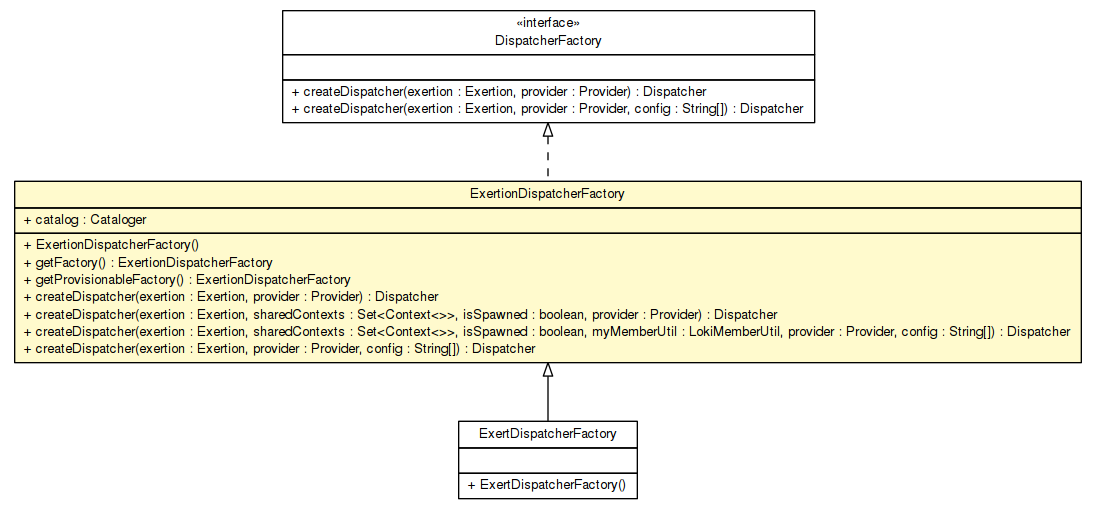 «interface»
DispatcherFactory
+ createDispatcher(exertion : Exertion, provider : Provider) : Dispatcher
+ createDispatcher(exertion : Exertion, provider : Provider, config : String[]) : Dispatcher
ExertionDispatcherFactory
+ catalog : Cataloger
+ ExertionDispatcherFactory()
+ getFactory() : ExertionDispatcherFactory
+ getProvisionableFactory() : ExertionDispatcherFactory
+ createDispatcher(exertion : Exertion, provider : Provider) : Dispatcher
+ createDispatcher(exertion : Exertion, sharedContexts : Set<Context<>>, isSpawned : boolean, provider : Provider) : Dispatcher
+ createDispatcher(exertion : Exertion, sharedContexts : Set<Context<>>, isSpawned : boolean, myMemberUtil : LokiMemberUtil, provider : Provider, config : String[]) : Dispatcher
+ createDispatcher(exertion : Exertion, provider : Provider, config : String[]) : Dispatcher
ExertDispatcherFactory
+ ExertDispatcherFactory()